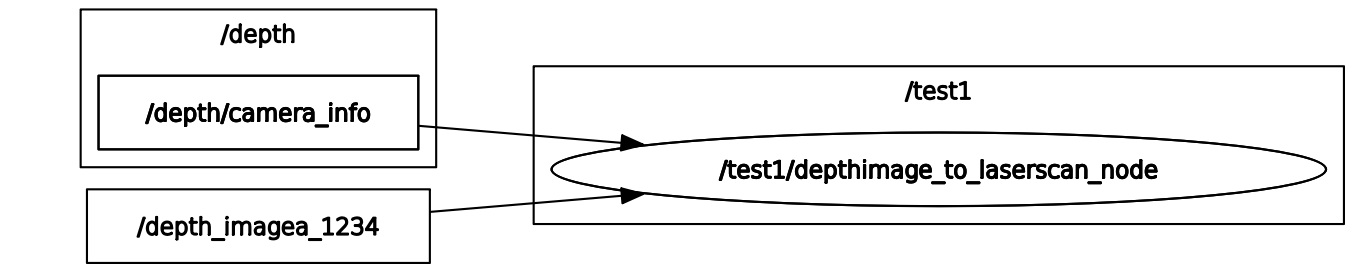 /depth
/depth/camera_info
/depth_imagea_1234
/test1
/test1/depthimage_to_laserscan_node